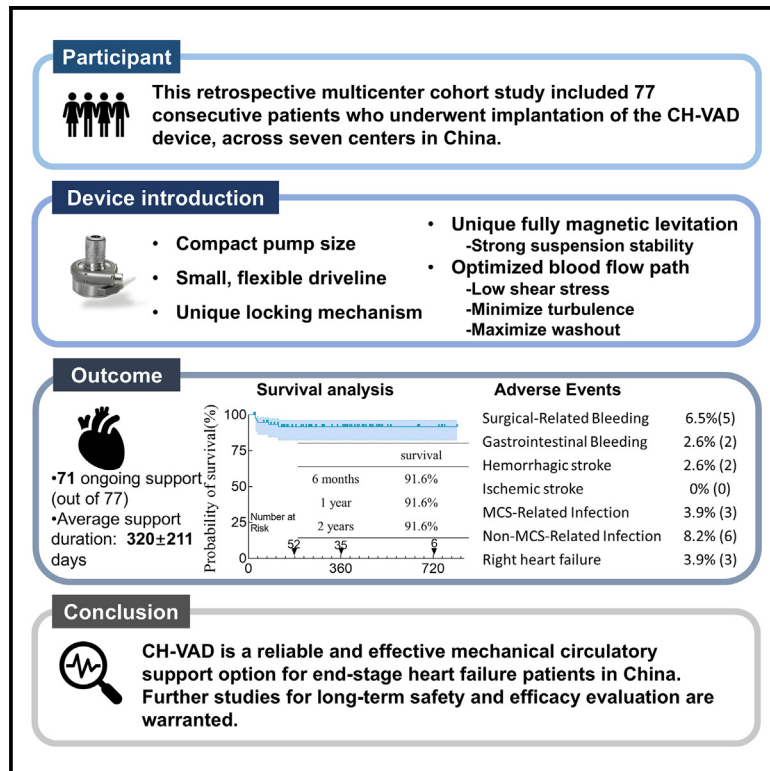 Participant
This retrospective multicenter cohort study included 77
consecutive patients who underwent implantation of the CH-VAD
device, across seven centers in China.
Device introduction
• Compact pump size
• Small, flexible driveline
• Unique locking mechanism
• Unique fully magnetic levitation
-Strong suspension stability
• Optimized blood flow path
-Low shear stress
-Minimize turbulence
-Maximize washout
Outcome
•71 ongoing support
(out of 77)
•Average support
duration: 320±211
days
Survival analysis
Probability of survival(%)
100
75
50
25
0
survival
6 months 91.6%
1 year 91.6%
2 years 91.6%
Number at
Risk
52 35 6
0 360 720
Adverse Events
Surgical-Related Bleeding 6.5%(5)
Gastrointestinal Bleeding 2.6% (2)
Hemorrhagic stroke 2.6% (2)
Ischemic stroke 0% (0)
MCS-Related Infection 3.9% (3)
Non-MCS-Related Infection 8.2% (6)
Right heart failure 3.9% (3)
Conclusion
CH-VAD is a reliable and effective mechanical circulatory
support option for end-stage heart failure patients in China.
Further studies for long-term safety and efficacy evaluation are
warranted.